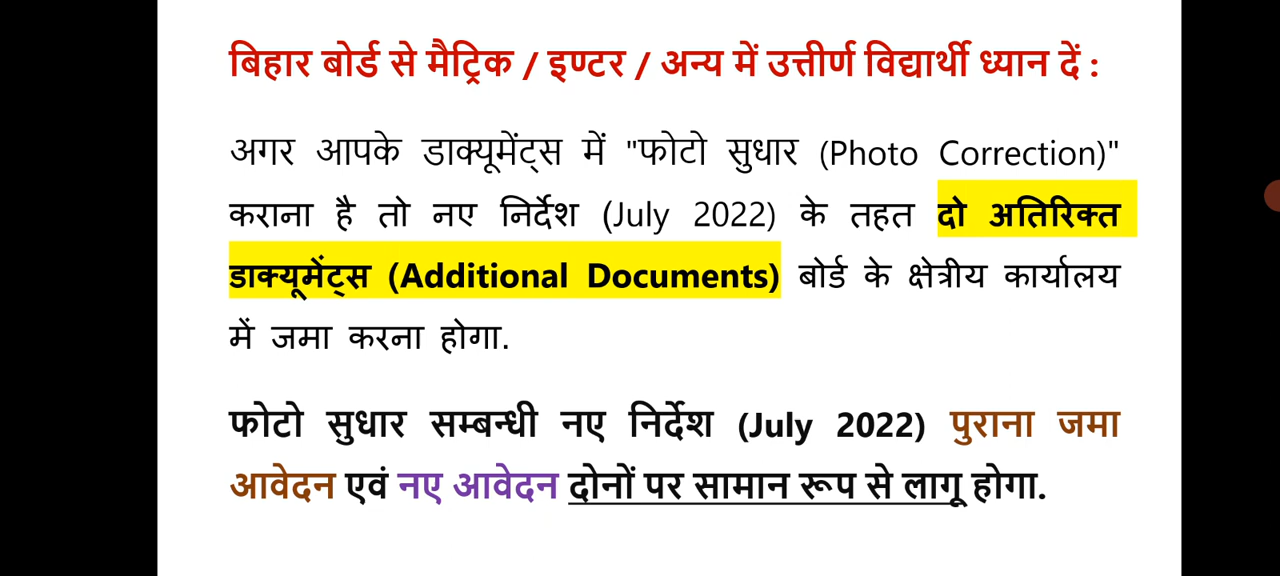 बिहार बोर्ड से मैट्रिक / इण्टर / अन्य में उत्तीर्ण विद्यार्थी ध्यान दें :
अगर आपके डाक्यूमेंट्स में "फोटो सुधार (Photo Correction)"
कराना है तो नए निर्देश (July 2022) के तहत दो अतिरिक्त
डाक्यूमेंट्स (Additional Documents) बोर्ड के क्षेत्रीय कार्यालय
में जमा करना होगा.
फोटो सुधार सम्बन्धी नए निर्देश (July 2022) पुराना जमा
आवेदन एवं नए आवेदन दोनों पर सामान रूप से लागू होगा.